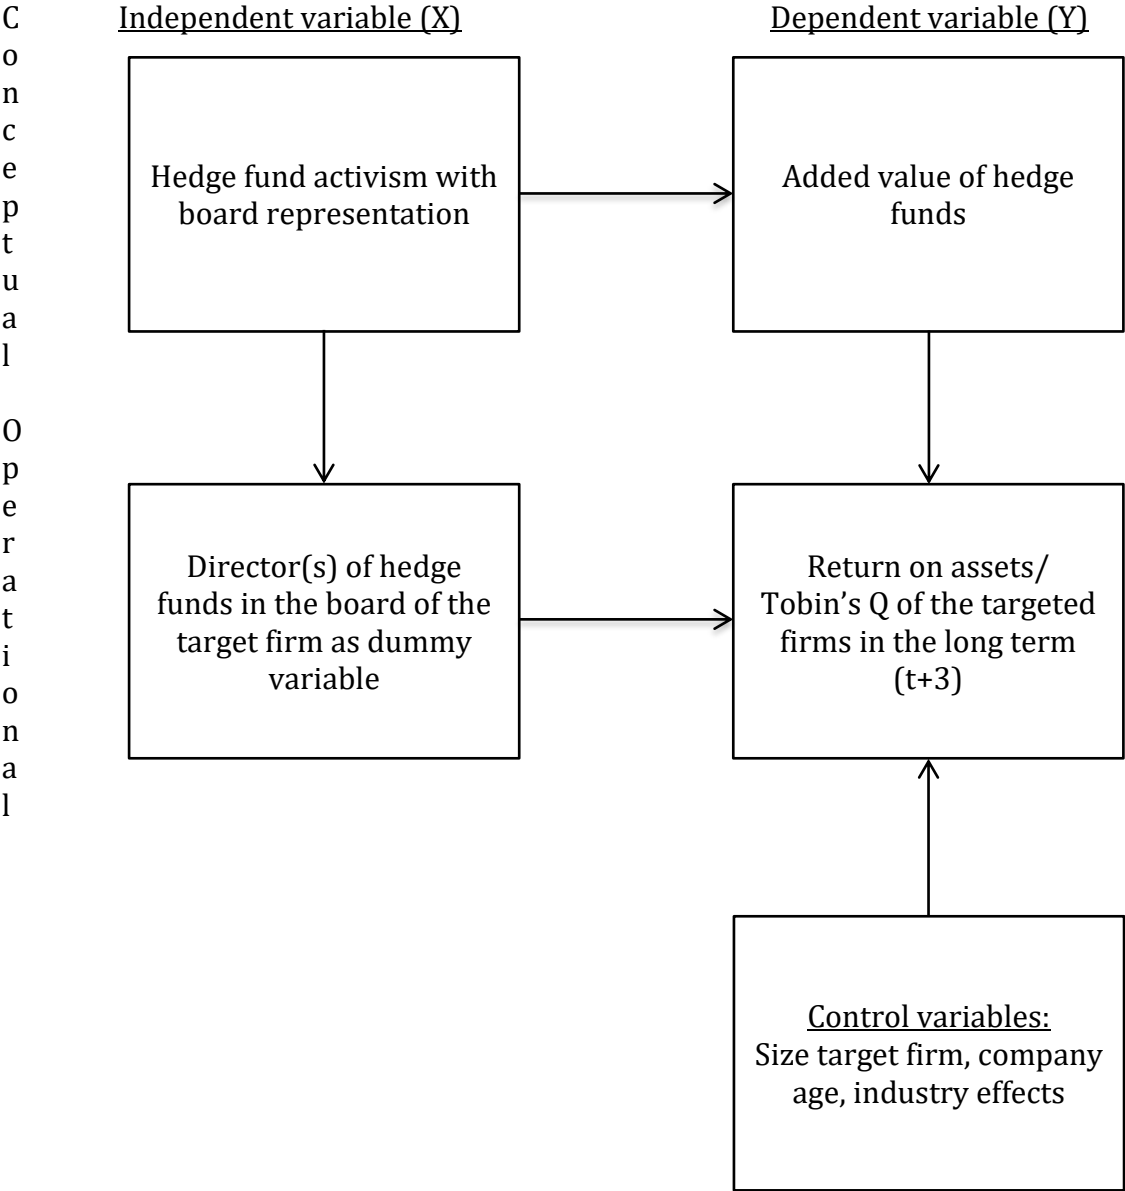 Independent variable (X)
Dependent variable (Y)
Conceptual
Hedge fund activism with
board representation
Added value of hedge
funds
Operational
Director(s) of hedge
funds in the board of the
target firm as dummy
variable
Return on assets/
Tobin’s Q of the targeted
firms in the long term
(t+3)
Control variables:
Size target firm, company
age, industry effects